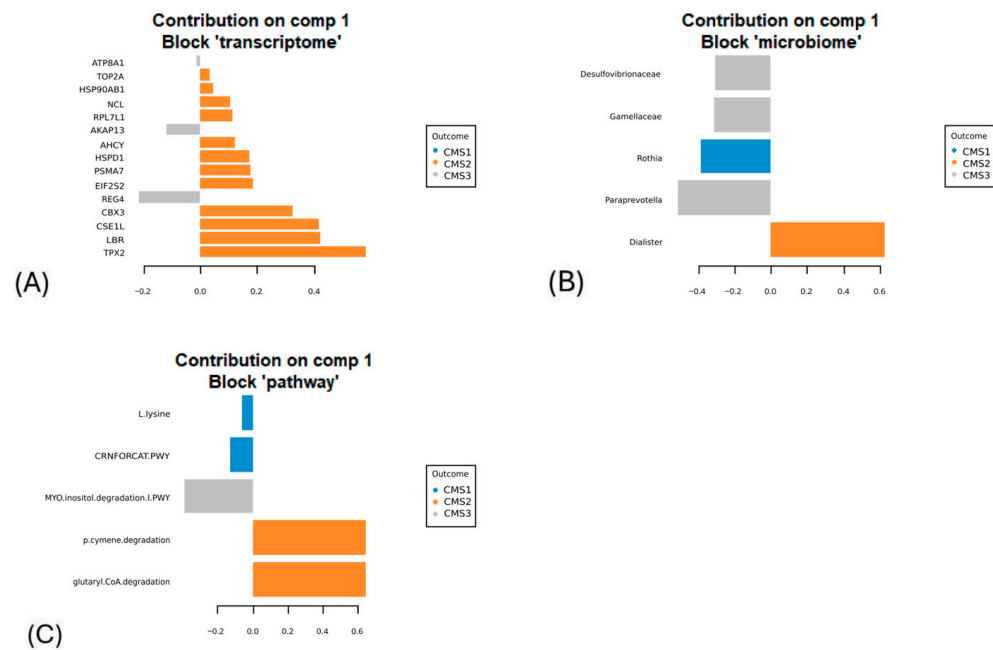 Contribution on comp 1
Block 'transcriptome'
ATP8A1
TOP2A
HSP90AB1
NCL
RPL7L1
AKAP13
AHCY
HSPD1
PSMA7
EIF2S2
REG4
CBX3
CSE1L
LBR
TPX2
Outcome
CMS1
CMS2
CMS3
−0.2 0.0 0.2 0.4
(A)
Contribution on comp 1
Block 'microbiome'
Desulfovibrionaceae
Gamellaceae
Rothia
Paraprevotella
Dialister
Outcome
CMS1
CMS2
CMS3
−0.4 −0.2 0.0 0.2 0.4 0.6
(B)
Contribution on comp 1
Block 'pathway'
L.lysine
CRNFORCAT.PWY
MYO.inositol.degradation.I.PWY
p.cymene.degradation
glutaryl.CoA.degradation
Outcome
CMS1
CMS2
CMS3
−0.2 0.0 0.2 0.4 0.6
(C)